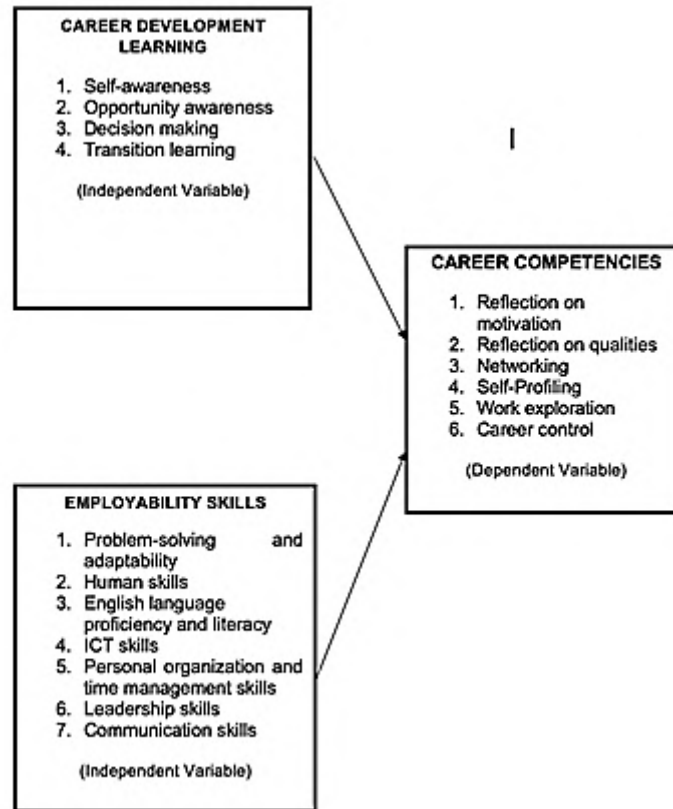 CAREER DEVELOPMENT
LEARNING
1. Self-awareness
2. Opportunity awareness
3. Decision making
4. Transition learning
(Independent Variable)
CAREER COMPETENCIES
1. Reflection on
motivation
2. Reflection on qualities
3. Networking
4. Self-Profiling
5. Work exploration
6. Career control
(Dependent Variable)
EMPLOYABILITY SKILLS
1. Problem-solving and
adaptability
2. Human skills
3. English language
proficiency and literacy
4. ICT skills
5. Personal organization and
time management skills
6. Leadership skills
7. Communication skills
(Independent Variable)